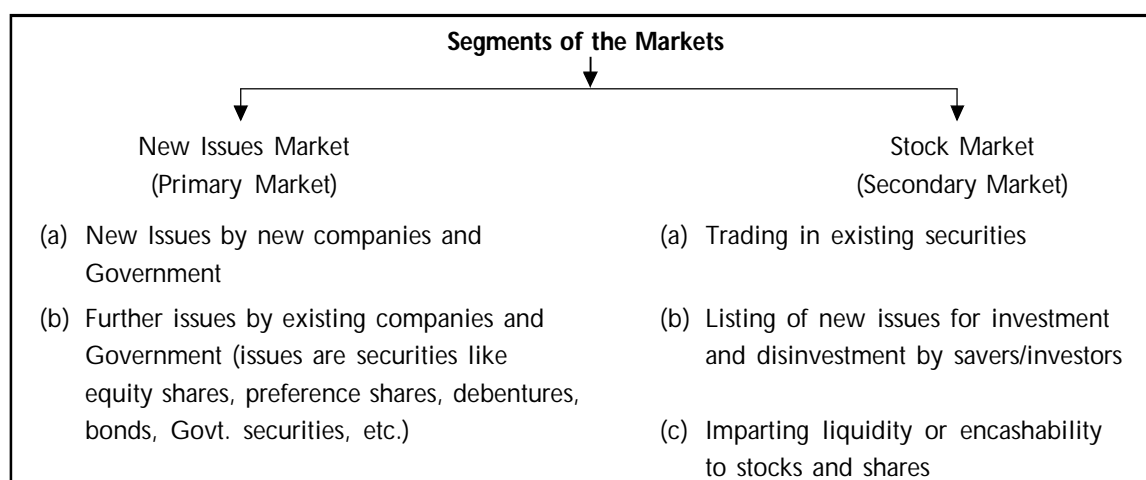 Segments of the Markets
New Issues Market
(Primary Market)
(a) New Issues by new companies and
Government
(b) Further issues by existing companies and
Government (issues are securities like
equity shares, preference shares, debentures,
bonds, Govt. securities, etc.)
Stock Market
(Secondary Market)
(a) Trading in existing securities
(b) Listing of new issues for investment
and disinvestment by savers/investors
(c) Imparting liquidity or encashability
to stocks and shares